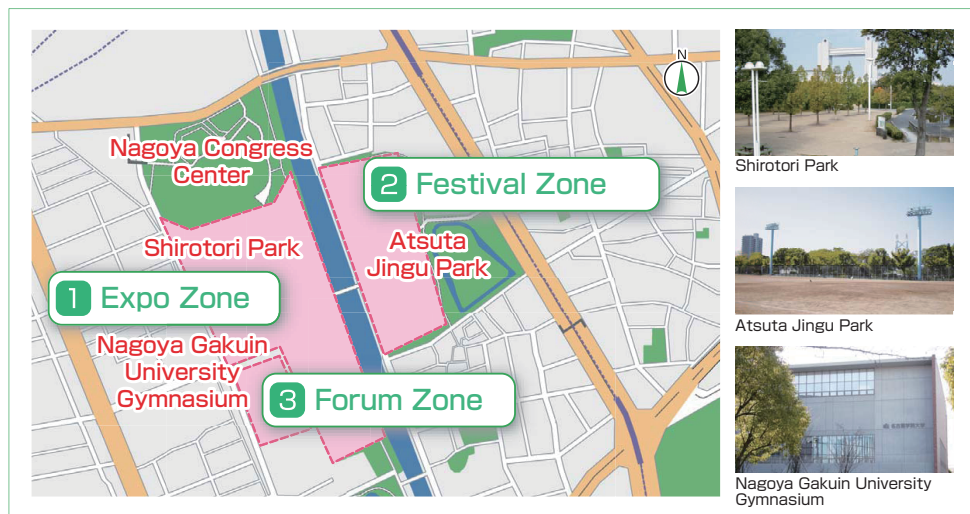 N
Nagoya Congress
Center
2 Festival Zone
Shirotori Park
Atsuta
Jingu Park
1 Expo Zone
Nagoya Gakuin
University
Gymnasium
3 Forum Zone
Shirotori Park
Atsuta Jingu Park
Nagoya Gakuin University
Gymnasium